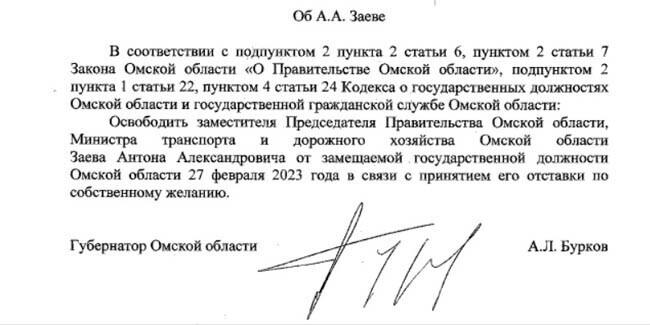 Об А.А. Заеве
В соответствии с подпунктом 2 пункта 2 статьи 6, пунктом 2 статьи 7
Закона Омской области «О Правительстве Омской области», подпунктом 2
пункта 1 статьи 22, пунктом 4 статьи 24 Кодекса о государственных должностях
Омской области и государственной гражданской службе Омской области:
Освободить заместителя Председателя Правительства Омской области,
Министра транспорта и дорожного хозяйства Омской области
Заева Антона Александровича от замещаемой государственной должности
Омской области 27 февраля 2023 года в связи с принятием его отставки по
собственному желанию.
Губернатор Омской области А.Л. Бурков